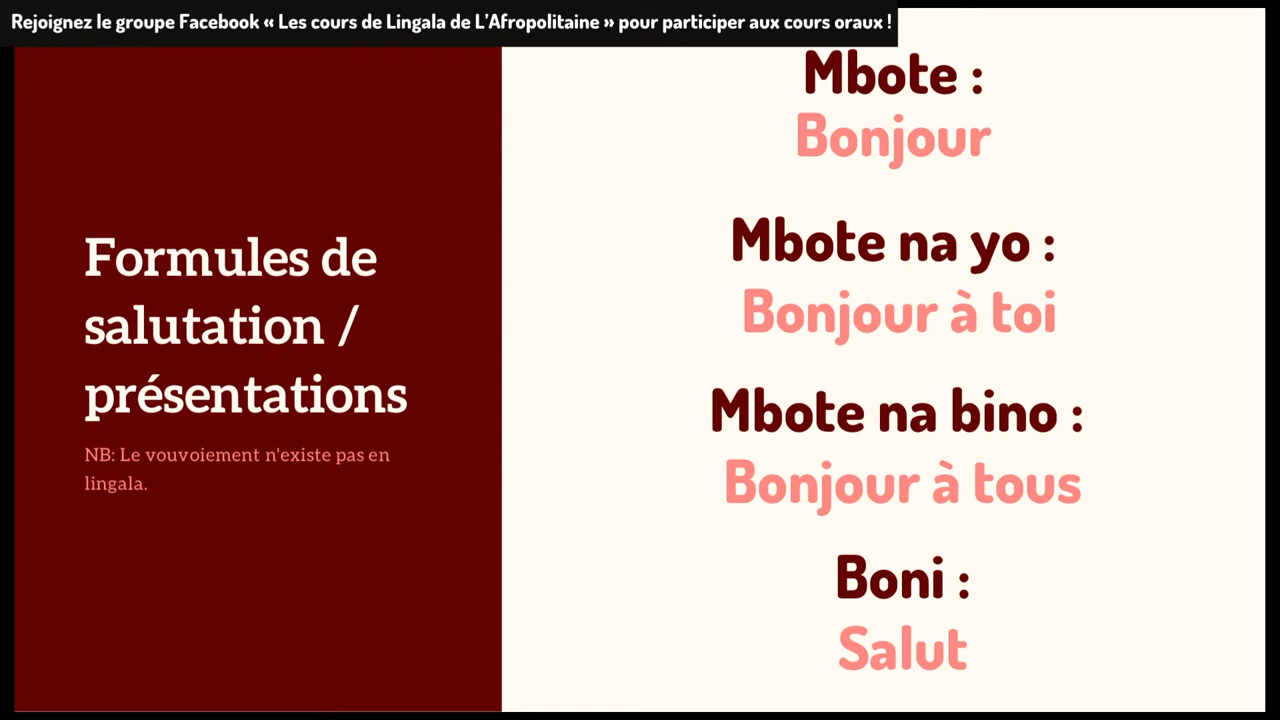 Rejoignez le groupe Facebook « Les cours de Lingala de L’Afropolitaine » pour participer aux cours oraux !
Formules de
salutation /
présentations
NB: Le vouvoiement n'existe pas en
lingala.
Mbote :
Bonjour
Mbote na yo :
Bonjour à toi
Mbote na bino :
Bonjour à tous
Boni :
Salut